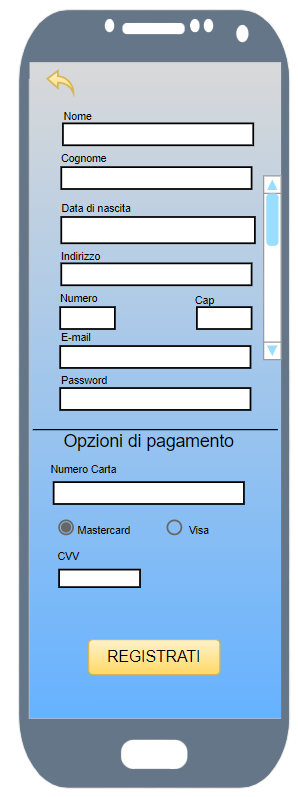 Nome
Cognome
Data di nascita
Indirizzo
Numero Cap
E-mail
Password
Opzioni di pagamento
Numero Carta
Mastercard Visa
CVV
REGISTRATI